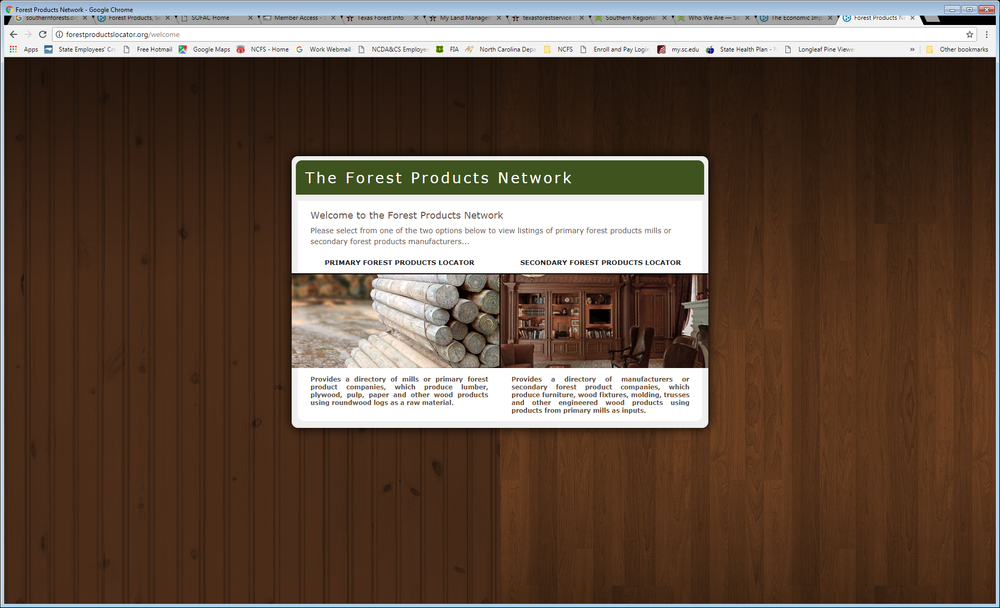 Forest Products Network - Google Chrome
southernforests.org Forest Products, Se SOFAC Home Member Access - S Texas Forest Info My Land Managem texasforestservice.t Southern Regional Who We Are — So The Economic Imp Forest Products Ne
forestproductslocator.org/welcome
Apps State Employees' Cre Free Hotmail Google Maps NCFS - Home Work Webmail NCDA&CS Employee FIA North Carolina Depa NCFS Enroll and Pay Login my.sc.edu State Health Plan - N Longleaf Pine Viewe » Other bookmarks
The Forest Products Network
Welcome to the Forest Products Network
Please select from one of the two options below to view listings of primary forest products mills or
secondary forest products manufacturers...
PRIMARY FOREST PRODUCTS LOCATOR
SECONDARY FOREST PRODUCTS LOCATOR
Provides a directory of mills or primary forest
product companies, which produce lumber,
plywood, pulp, paper and other wood products
using roundwood logs as a raw material.
Provides a directory of manufacturers or
secondary forest product companies, which
produce furniture, wood fixtures, molding, trusses
and other engineered wood products using
products from primary mills as inputs.